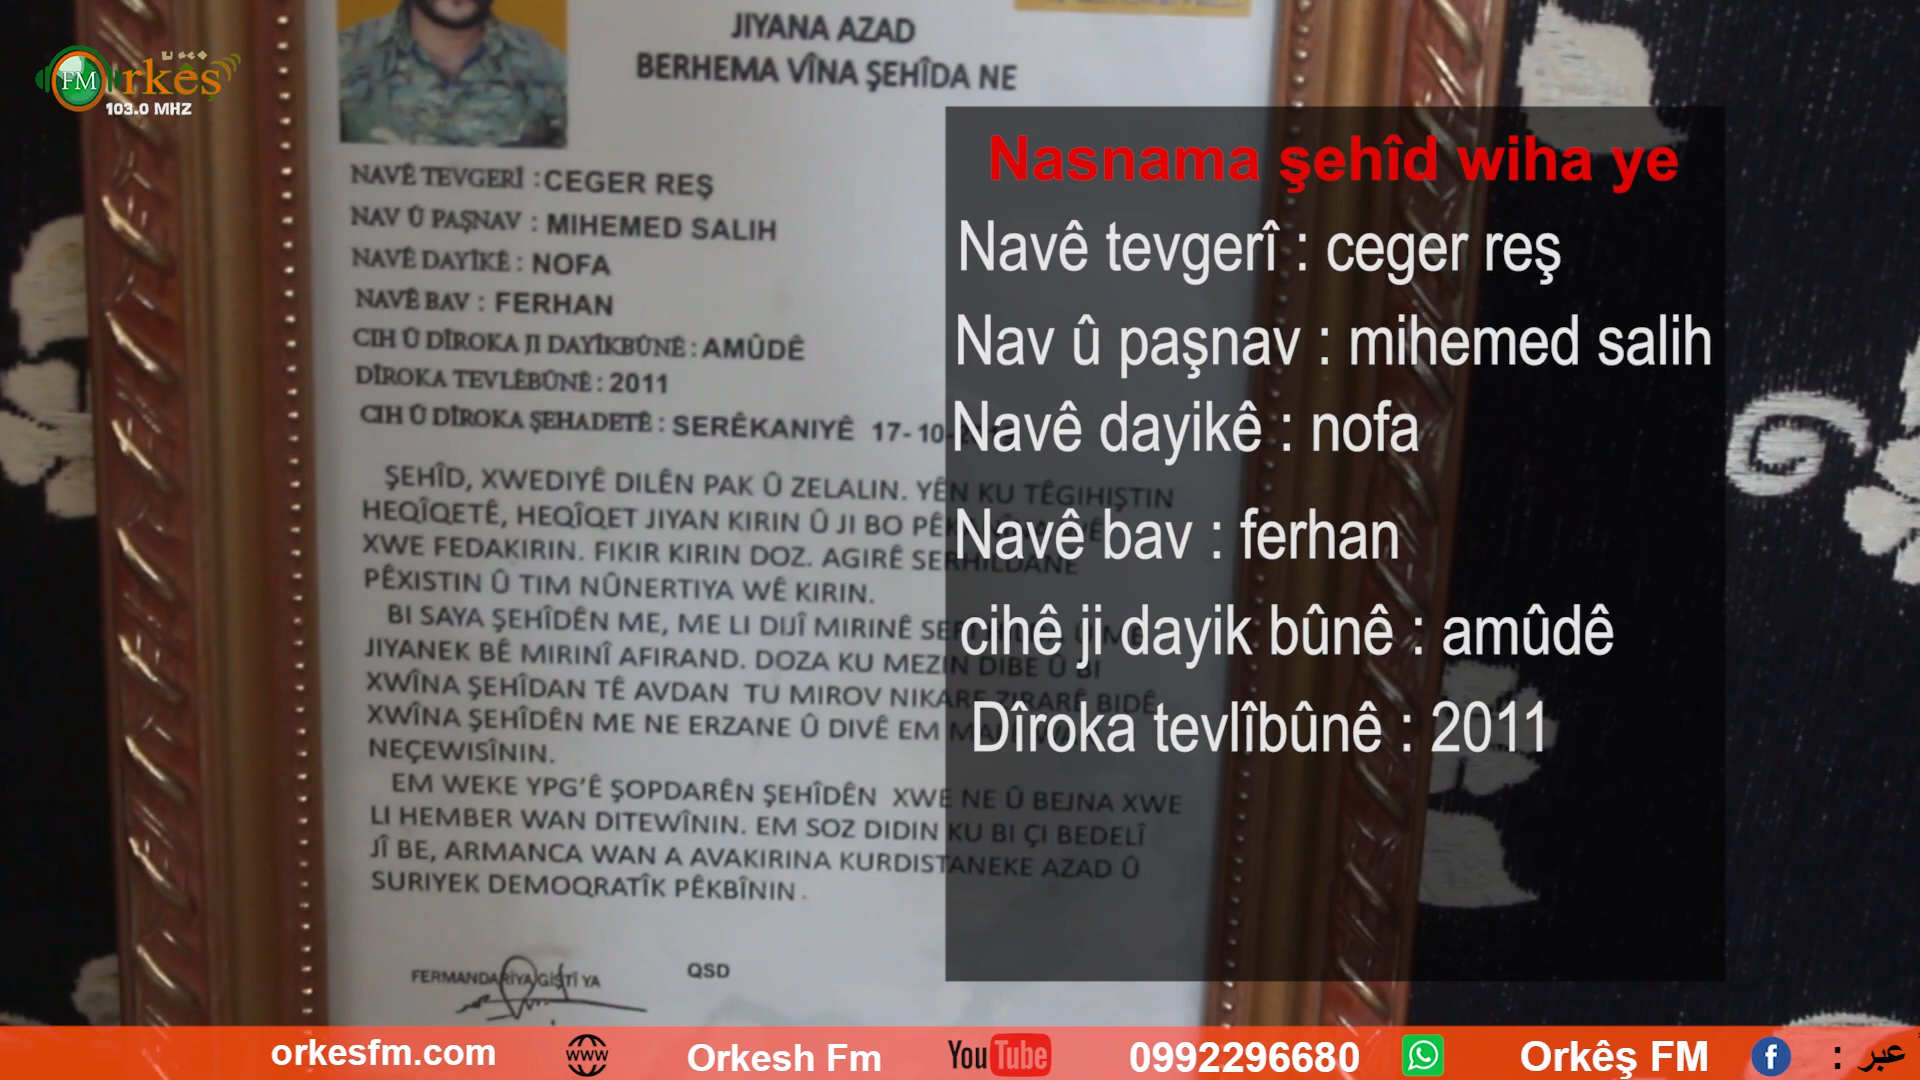 FM Orkêş
103.0 MHZ
JIYANA AZAD
BERHEMA VÎNA ŞEHÎDA NE
NAVÊ TEVGERÎ : CEGER REŞ
NAV Û PAŞNAV : MIHEMED SALIH
NAVÊ DAYÎKÊ : NOFA
NAVÊ BAV : FERHAN
CIH Û DÎROKA JI DAYÎKBÛNÊ : AMÛDÊ
DÎROKA TEVLÊBÛNÊ : 2011
CIH Û DÎROKA ŞEHADETÊ : SERÊKANIYÊ 17-10-
ŞEHÎD, XWEDIYÊ DILÊN PAK Û ZELALIN. YÊN KU TÊGIHIŞTIN
HEQÎQETÊ, HEQÎQET JIYAN KIRIN Û JI BO
XWE FEDAKIRIN. FIKIR KIRIN DOZ. AGIRÊ SERHILDANÊ
PÊXISTIN Û TIM NÛNERTIYA WÊ KIRIN.
BI SAYA ŞEHÎDÊN ME, ME LI DIJÎ MIRINÊ
JIYANEK BÊ MIRINÎ AFIRAND. DOZA KU MEZIN DIBE Û BI
XWÎNA ŞEHÎDAN TÊ AVDAN TU MIROV NIKARE ZIRARÊ BIDÊ
XWÎNA ŞEHÎDÊN ME NE ERZANE Û DIVÊ EM
NEÇEWISÎNIN.
EM WEKE YPG'Ê ŞOPDARÊN ŞEHÎDÊN XWE NE Û BEJNA XWE
LI HEMBER WAN DITEWÎNIN. EM SOZ DIDIN KU BI ÇI BEDELÎ
JÎ BE, ARMANCA WAN A AVAKIRINA KURDISTANEKE AZAD Û
SURIYEK DEMOQRATÎK PÊKBÎNIN .
FERMANDARIYA GIŞTÎ YA QSD
Nasnama şehîd wiha ye
Navê tevgerî : ceger reş
Nav û paşnav : mihemed salih
Navê dayikê : nofa
Navê bav : ferhan
cihê ji dayik bûnê : amûdê
Dîroka tevlîbûnê : 2011
orkesfm.com WWW Orkesh Fm YouTube 0992296680 Orkêş FM f : عبر